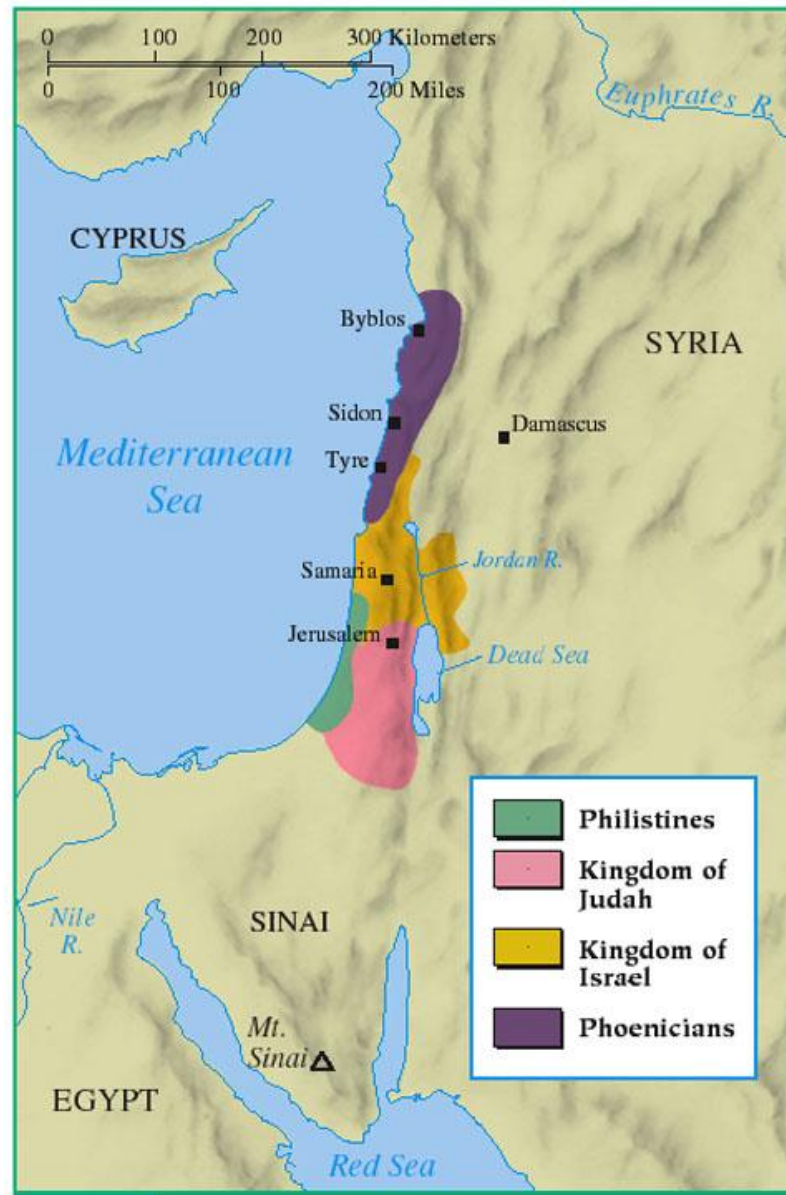 0 100 200 300 Kilometers
0 100 200 Miles
Euphrates R.
CYPRUS
Byblos
SYRIA
Sidon
Damascus
Mediterranean
Sea
Tyre
Jordan R.
Samaria
Jerusalem
Dead Sea
Philistines
Kingdom of
Judah
Nile
R.
SINAI
Kingdom of
Israel
Mt.
Sinai
Phoenicians
EGYPT
Red Sea